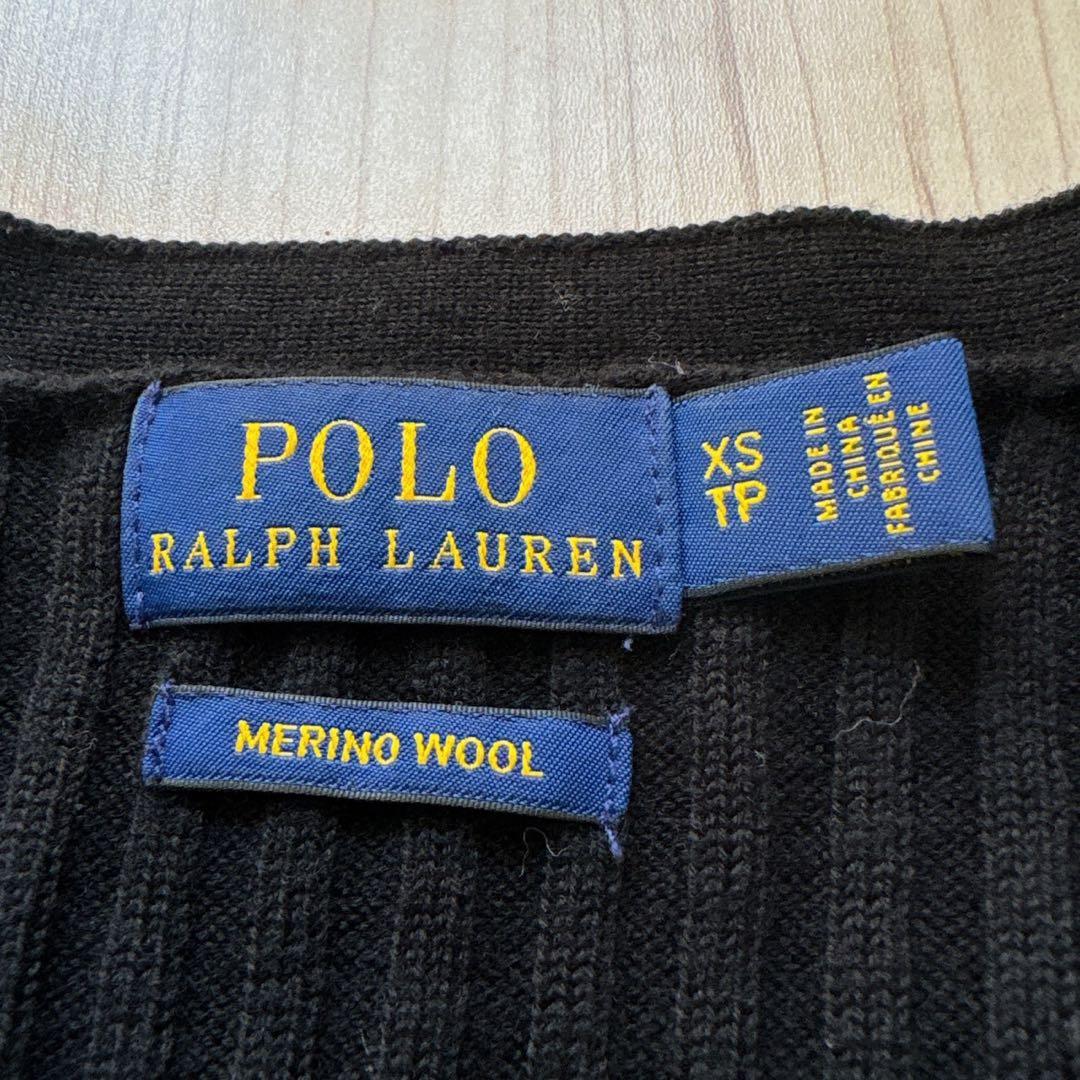 POLO
RALPH LAUREN
XS
TP
MADE IN
CHINA
FABRIQUÉ EN
CHINE
MERINO WOOL